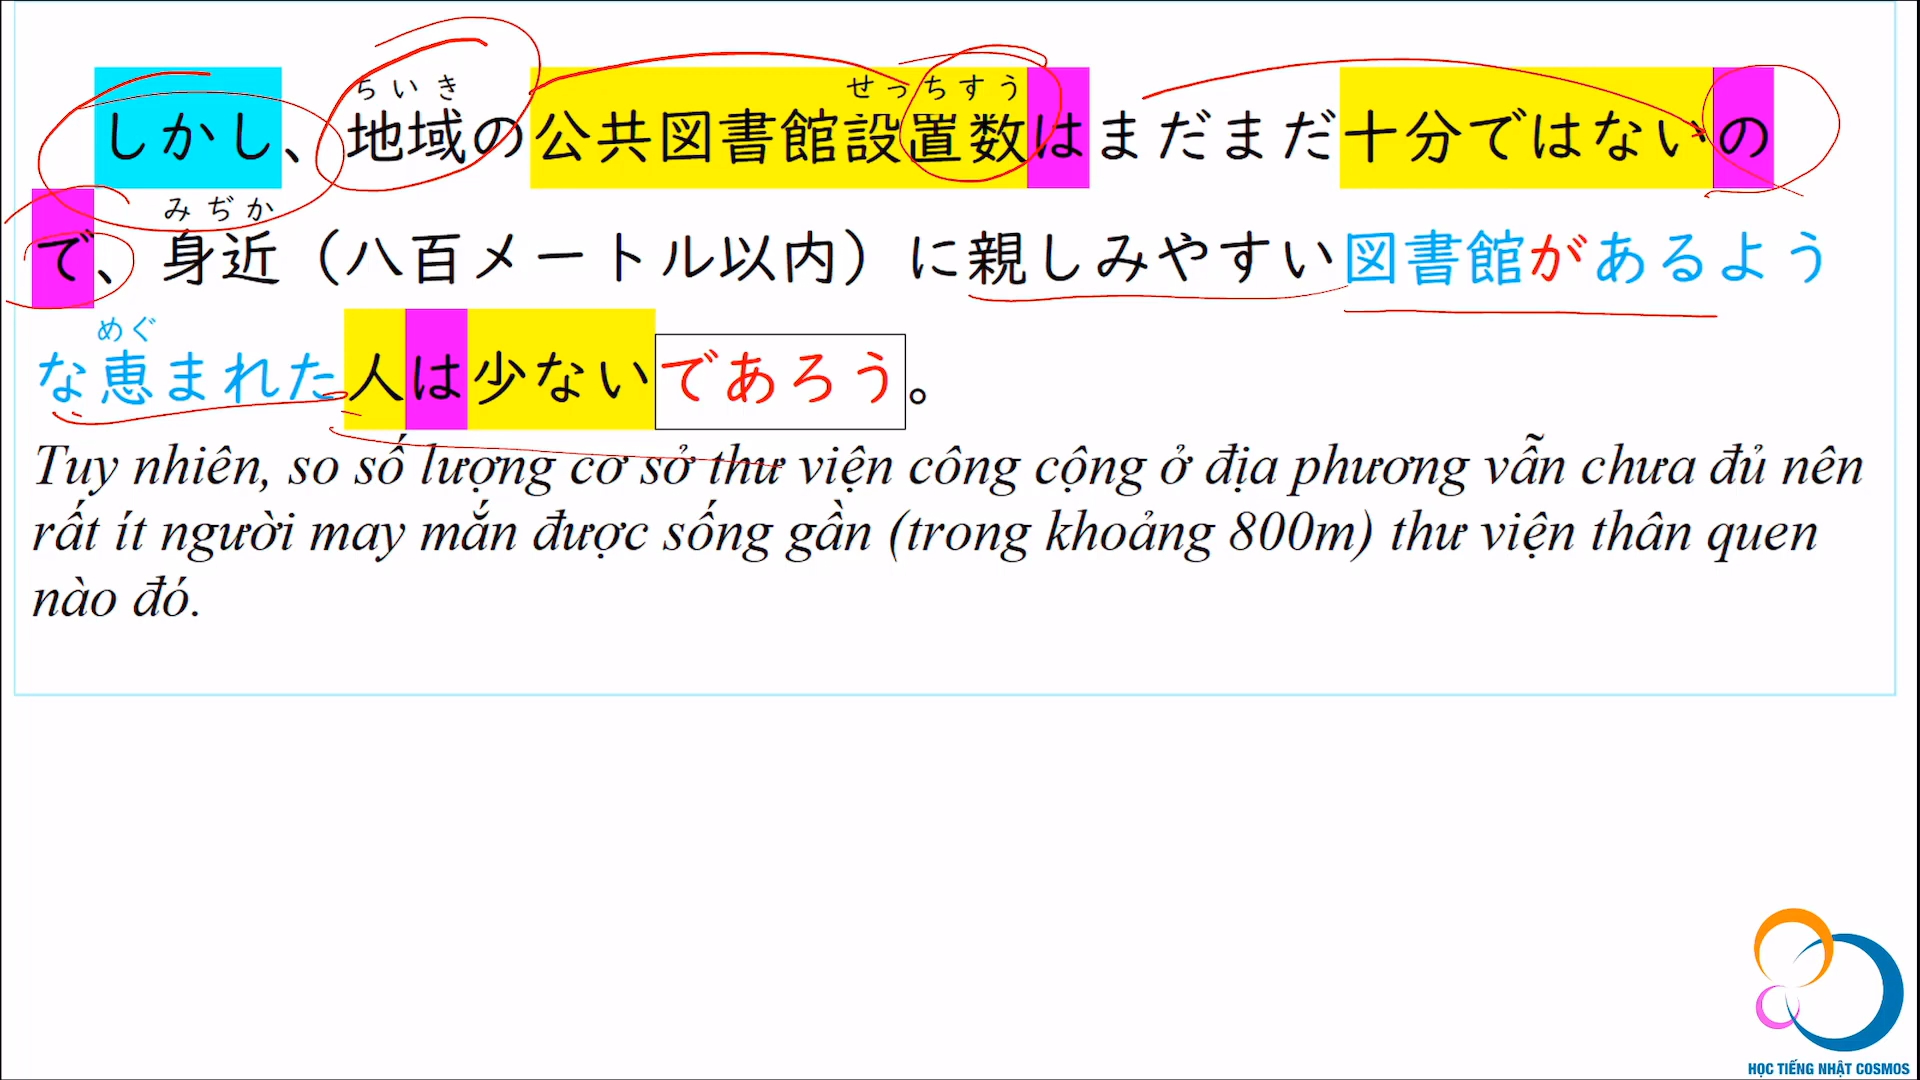 ちいき せっちすう
しかし、地域の公共図書館設置数はまだまだ十分ではないの
みぢか
で、身近（八百メートル以内）に親しみやすい図書館があるよう
めぐ
な恵まれた人は少ないであろう。
Tuy nhiên, so số lượng cơ sở thư viện công cộng ở địa phương vẫn chưa đủ nên
rất ít người may mắn được sống gần (trong khoảng 800m) thư viện thân quen
nào đó.
HỌC TIẾNG NHẬT COSMOS